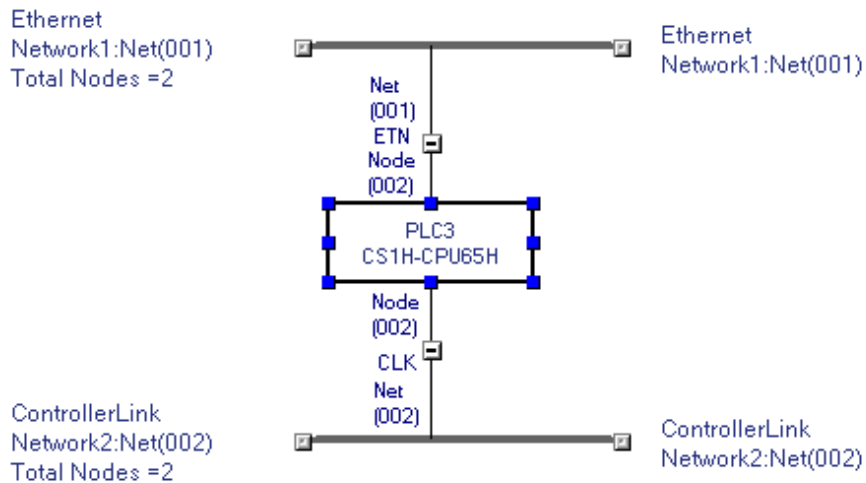 Ethernet
Network1:Net(001)
Total Nodes =2
Ethernet
Network1:Net(001)
Net
(001)
ETN
Node
(002)
PLC3
CS1H-CPU65H
Node
(002)
CLK
Net
(002)
ControllerLink
Network2:Net(002)
Total Nodes =2
ControllerLink
Network2:Net(002)